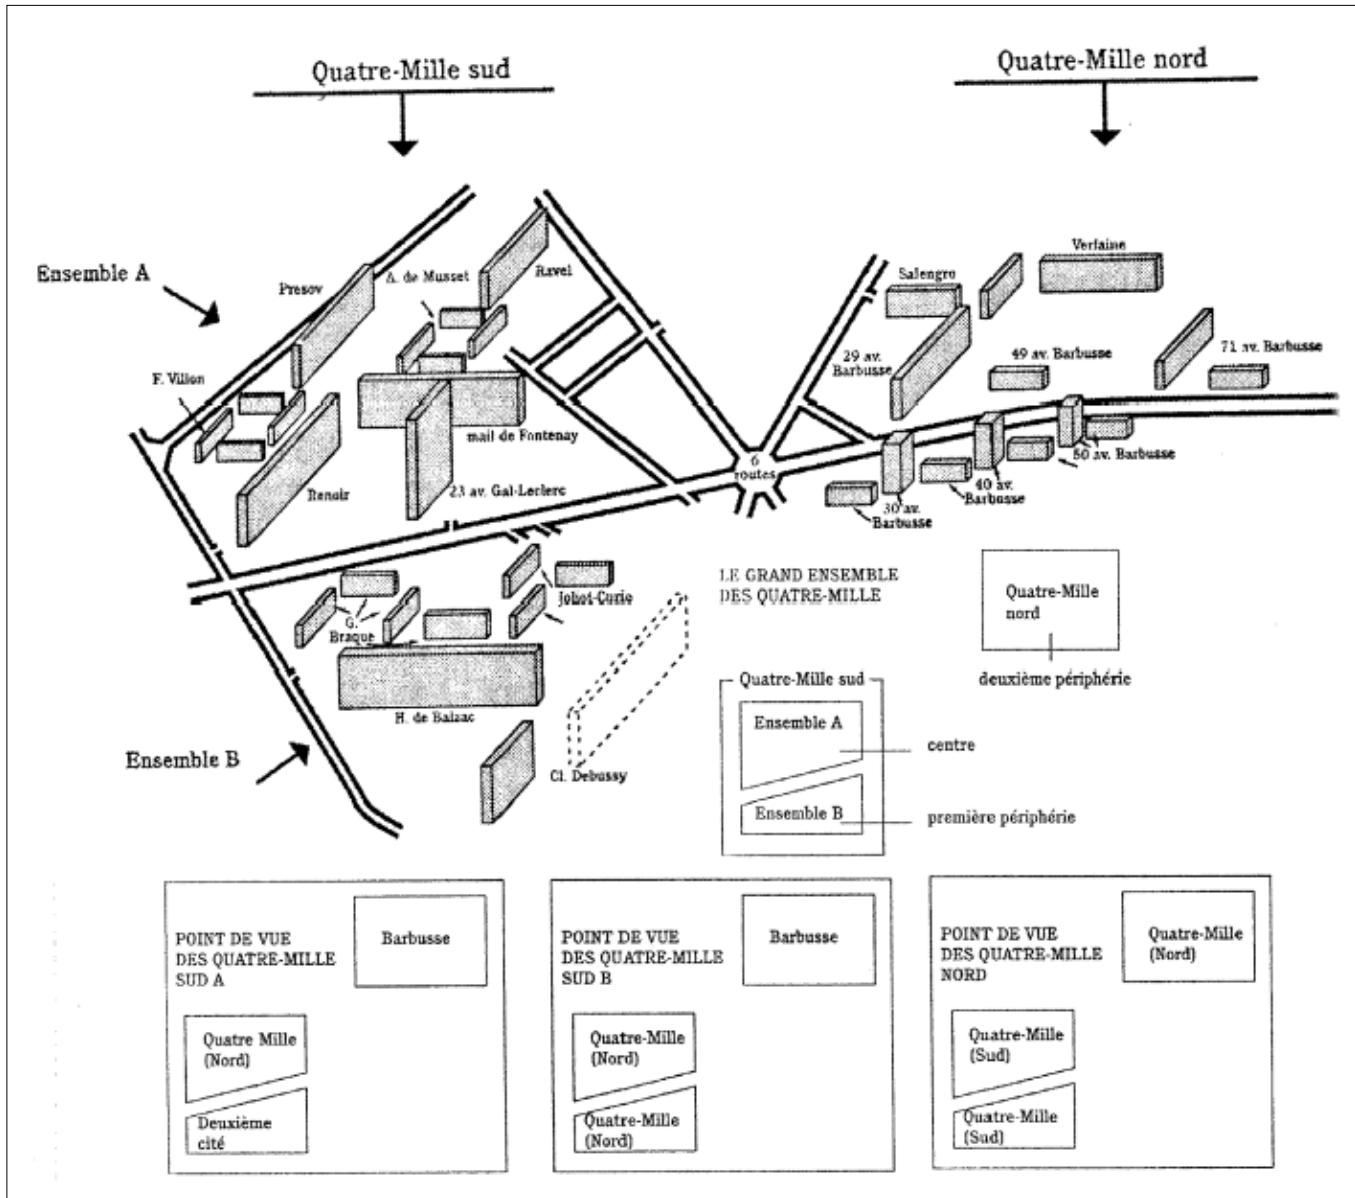 Quatre-Mille sud
Quatre-Mille nord
Ensemble A
Presov
A. de Musset
Ravel
F. Villon
mail de Fontenay
Renoir
23 av. Gal-Leclerc
6
routes
Salengro
Verlaine
29 av.
Barbusse
49 av. Barbusse
71 av. Barbusse
50 av. Barbusse
40 av.
Barbusse
30 av.
Barbusse
G.
Braque
Joliot-Curie
H. de Balzac
Ensemble B
Cl. Debussy
LE GRAND ENSEMBLE
DES QUATRE-MILLE
Quatre-Mille
nord
deuxième périphérie
Quatre-Mille sud
Ensemble A
centre
Ensemble B
première périphérie
POINT DE VUE
DES QUATRE-MILLE
SUD A
Barbusse
Quatre Mille
(Nord)
Deuxième
cité
POINT DE VUE
DES QUATRE-MILLE
SUD B
Barbusse
Quatre-Mille
(Nord)
Quatre-Mille
(Nord)
POINT DE VUE
DES QUATRE-MILLE
NORD
Quatre-Mille
(Nord)
Quatre-Mille
(Sud)
Quatre-Mille
(Sud)